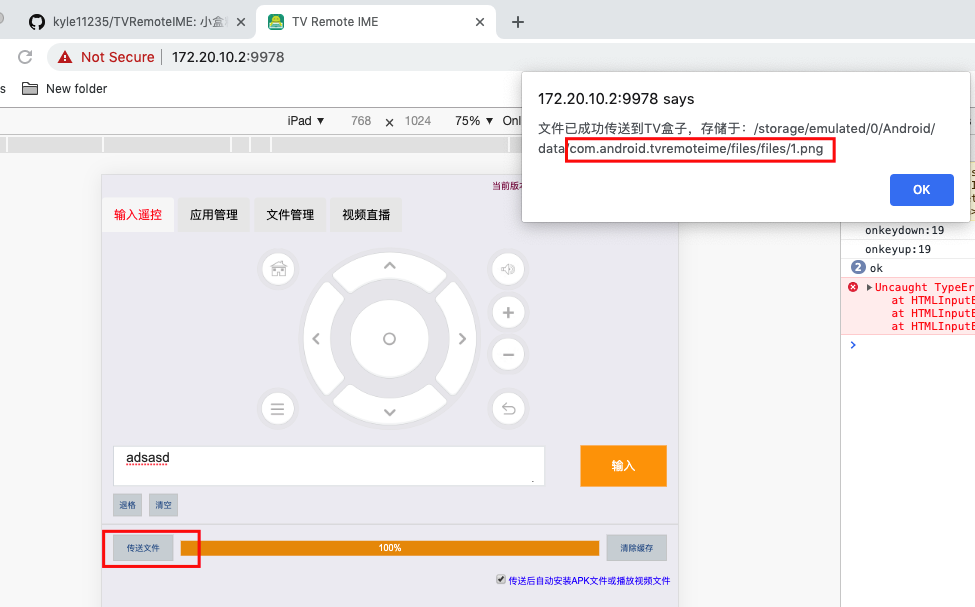 kyle11235/TVRemoteIME: 小盒
TV Remote IME
Not Secure
172.20.10.2:9978
s
New folder
172.20.10.2:9978 says
文件已成功传送到TV盒子，存储于：/storage/emulated/0/Android/
data/com.android.tvremoteime/files/files/1.png
OK
iPad ▼ 768 × 1024 75% ▼ Onl
当前版本
输入遥控
应用管理
文件管理
视频直播
onkeydown:19
onkeyup:19
2 ok
Uncaught TypeEr
at HTMLInputE
at HTMLInputE
at HTMLInputE
adsasd
输入
退格
清空
传送文件
100%
清除缓存
传送后自动安装APK文件或播放视频文件